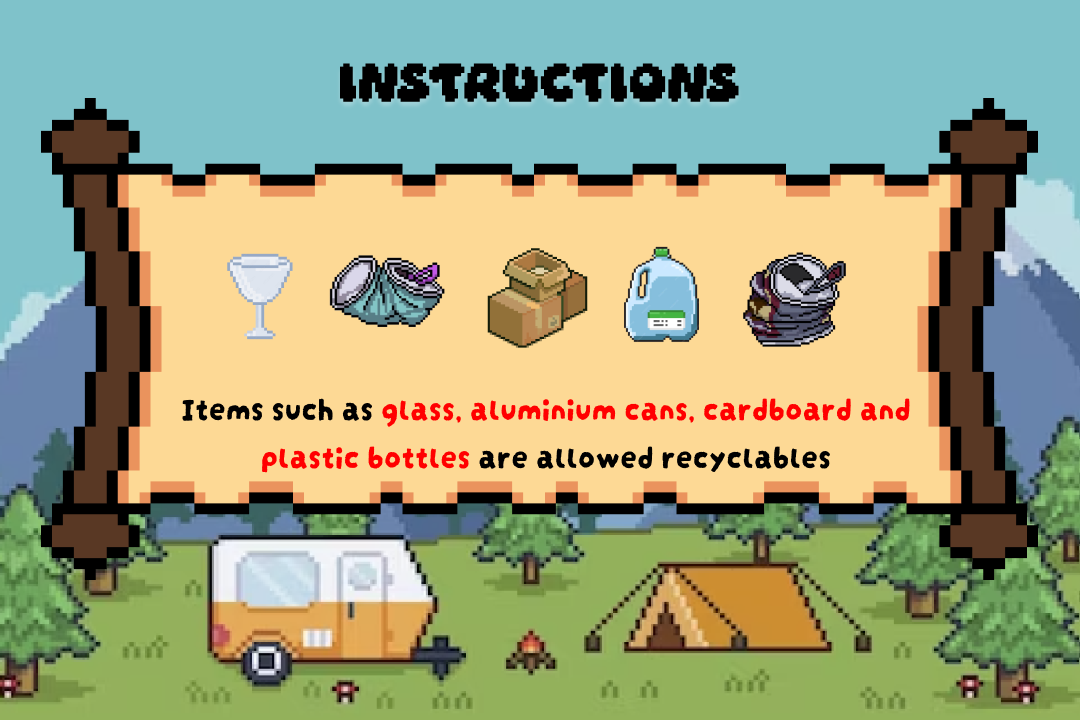 INSTRUCTIONS
Items such as glass, aluminium cans, cardboard and
plastic bottles are allowed recyclables